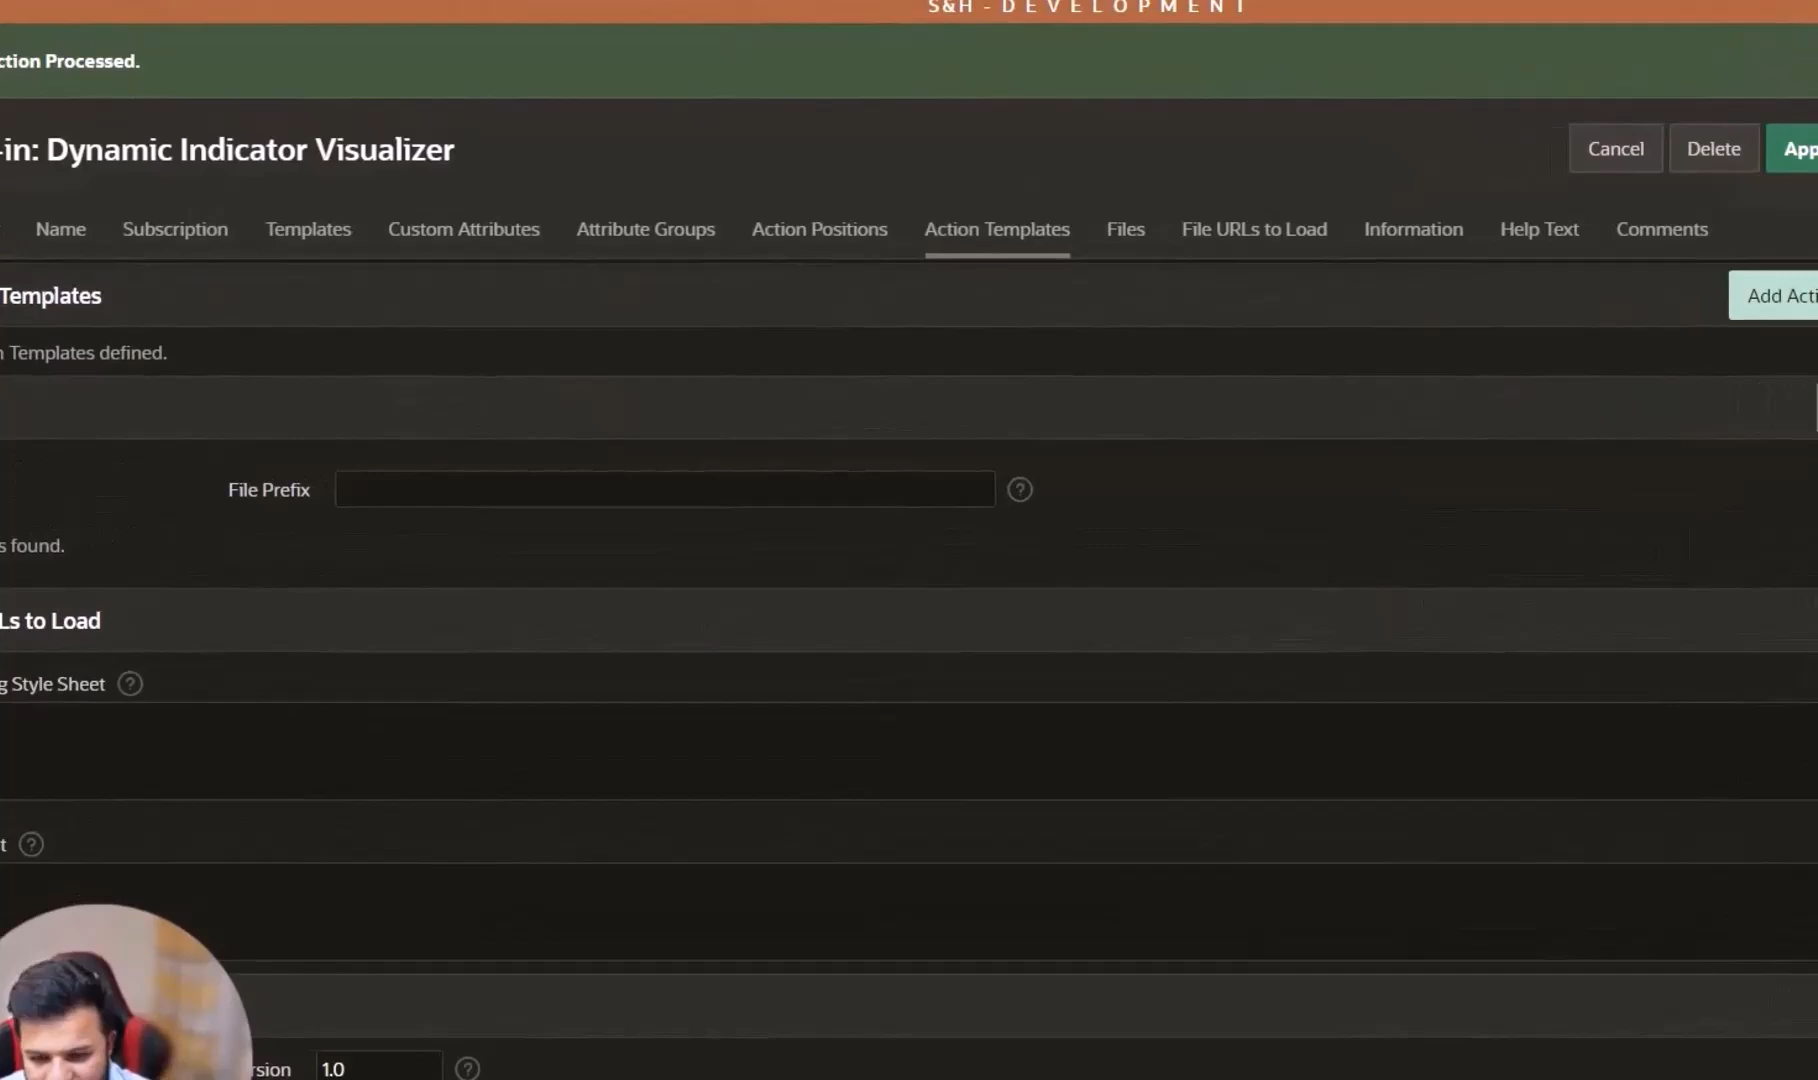 S&H - DEVELOPMENT
ction Processed.
-in: Dynamic Indicator Visualizer
Cancel
Delete
App
Name
Subscription
Templates
Custom Attributes
Attribute Groups
Action Positions
Action Templates
Files
File URLs to Load
Information
Help Text
Comments
Templates
Add Acti
n Templates defined.
File Prefix
?
s found.
Ls to Load
g Style Sheet ?
t ?
rsion 1.0 ?